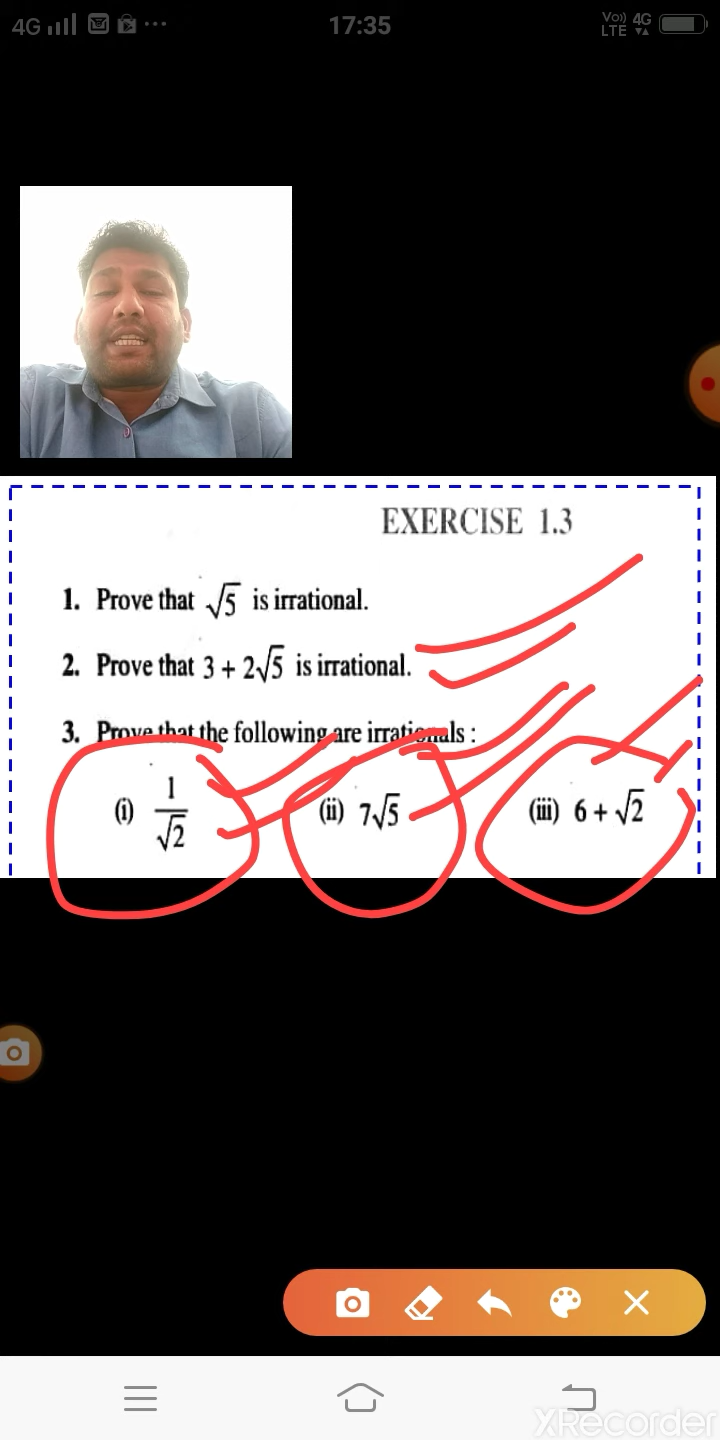 4G 17:35 Vo)) 4G
LTE
EXERCISE 1.3
1. Prove that √5 is irrational.
2. Prove that 3 + 2√5 is irrational.
3. Prove that the following are irrationals :
(i) 1/√2 (ii) 7√5 (iii) 6 + √2
XRecorder